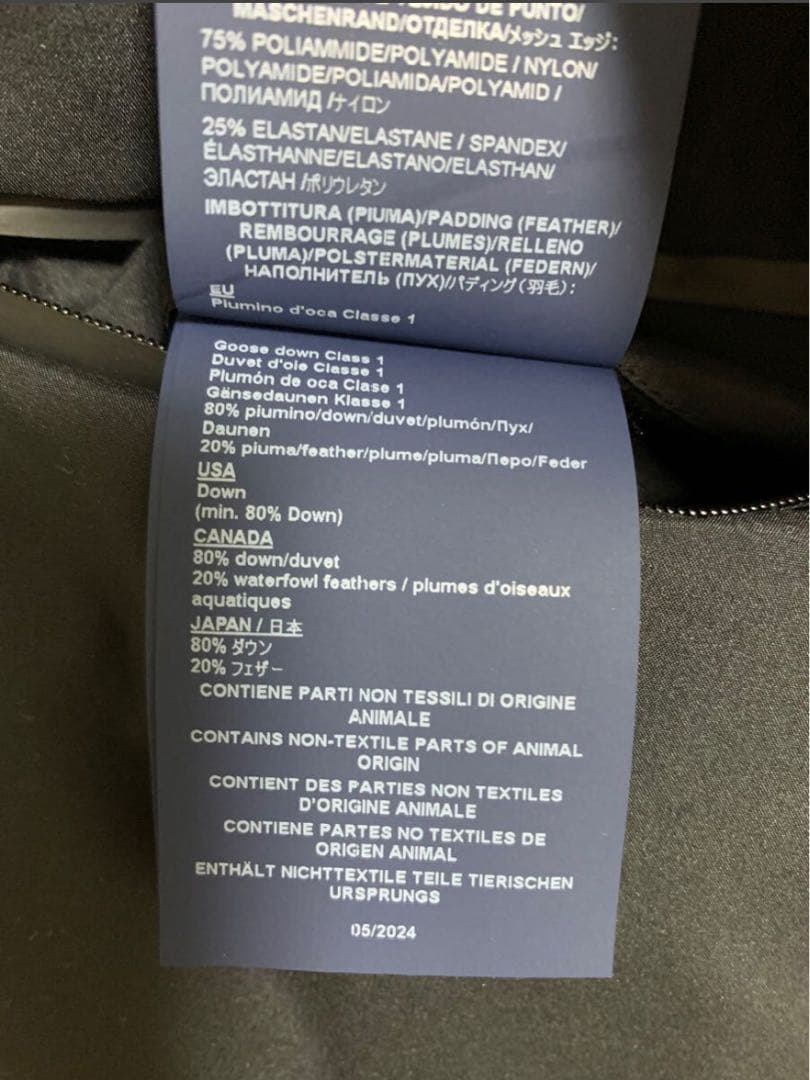 TEJIDO DE PUNTO/
MASCHENRAND/ОТДЕЛКА/メッシュ エッジ:
75% POLIAMMIDE/POLYAMIDE / NYLON/
POLYAMIDE/POLIAMIDA/POLYAMID /
ПОЛИАМИД /ナイロン
25% ELASTAN/ELASTANE / SPANDEX/
ÉLASTHANNE/ELASTANO/ELASTHAN/
ЭЛАСТАН /ポリウレタン
IMBOTTITURA (PIUMA)/PADDING (FEATHER)/
REMBOURRAGE (PLUMES)/RELLENO
(PLUMA)/POLSTERMATERIAL (FEDERN)/
НАПОЛНИТЕЛЬ (ПУХ)/パディング(羽毛):
EU
Piumino d'oca Classe 1
Goose down Class 1
Duvet d'oie Classe 1
Plumón de oca Clase 1
Gänsedaunen Klasse 1
80% piumino/down/duvet/plumón/Пух/
Daunen
20% piuma/feather/plume/pluma/Перо/Feder
USA
Down
(min. 80% Down)
CANADA
80% down/duvet
20% waterfowl feathers / plumes d'oiseaux
aquatiques
JAPAN / 日本
80% ダウン
20% フェザー
CONTIENE PARTI NON TESSILI DI ORIGINE
ANIMALE
CONTAINS NON-TEXTILE PARTS OF ANIMAL
ORIGIN
CONTIENT DES PARTIES NON TEXTILES
D'ORIGINE ANIMALE
CONTIENE PARTES NO TEXTILES DE
ORIGEN ANIMAL
ENTHÄLT NICHTTEXTILE TEILE TIERISCHEN
URSPRUNGS
05/2024